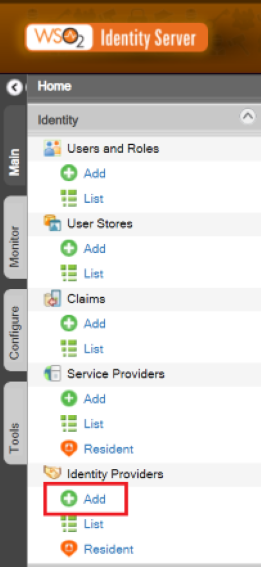 WSO2 Identity Server
Home
Identity
Users and Roles
Add
List
User Stores
Add
List
Claims
Add
List
Service Providers
Add
List
Resident
Identity Providers
Add
List
Resident
Main
Monitor
Configure
Tools